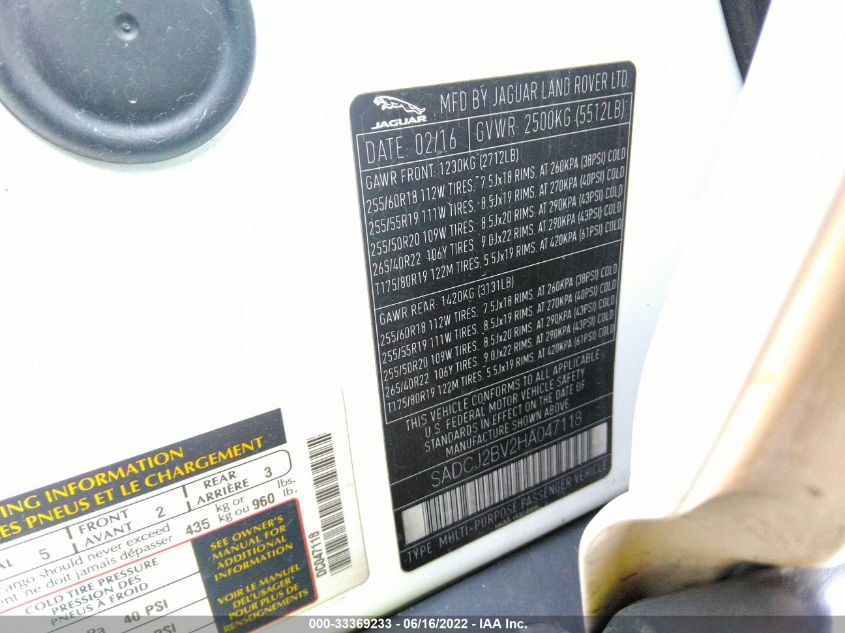 JAGUAR
MFD BY JAGUAR LAND ROVER LTD
DATE: 02/16 GVWR: 2500KG (5512LB)
GAWR FRONT: 1230KG (2712LB)
255/60R18 112W TIRES: 7.5Jx18 RIMS. AT 260KPA (38PSI) COLD
255/55R19 111W TIRES: 8.5Jx19 RIMS. AT 270KPA (40PSI) COLD
255/50R20 109W TIRES: 8.5Jx20 RIMS. AT 290KPA (43PSI) COLD
265/40R22 106Y TIRES: 9.0Jx22 RIMS. AT 290KPA (43PSI) COLD
T175/80R19 122M TIRES: 5.5Jx19 RIMS. AT 420KPA (61PSI) COLD
GAWR REAR: 1420KG (3131LB)
255/60R18 112W TIRES: 7.5Jx18 RIMS. AT 260KPA (38PSI) COLD
255/55R19 111W TIRES: 8.5Jx19 RIMS. AT 270KPA (40PSI) COLD
255/50R20 109W TIRES: 8.5Jx20 RIMS. AT 290KPA (43PSI) COLD
265/40R22 106Y TIRES: 9.0Jx22 RIMS. AT 290KPA (43PSI) COLD
T175/80R19 122M TIRES: 5.5Jx19 RIMS. AT 420KPA (61PSI) COLD
THIS VEHICLE CONFORMS TO ALL APPLICABLE
U.S. FEDERAL MOTOR VEHICLE SAFETY
STANDARDS IN EFFECT ON THE DATE OF
MANUFACTURE SHOWN ABOVE
SADCJ2BV2HA047118
TYPE: MULTI-PURPOSE PASSENGER VEHICLE
ING INFORMATION
ES PNEUS ET LE CHARGEMENT
AL 5 FRONT AVANT 2 REAR ARRIÈRE 3
cargo should never exceed
ent ne doit jamais dépasser 435 kg or kg ou 960 lb. lb.
COLD TIRE PRESSURE
PRESSION DES
PNEUS À FROID
40 PSI
PSI
SEE OWNER'S
MANUAL FOR
ADDITIONAL
INFORMATION
VOIR LE MANUEL
DE L'USAGER
POUR PLUS DE
RENSEIGNEMENTS
DC047118
000-33369233 - 06/16/2022 - IAA Inc.